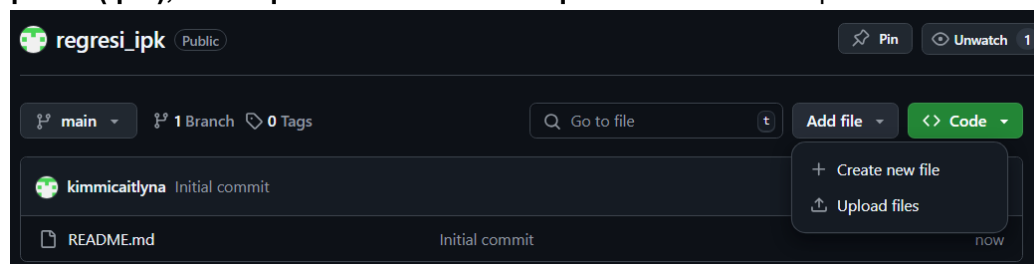 regresi_ipk Public Pin Unwatch 1
main 1 Branch 0 Tags Go to file t Add file <> Code
Create new file
kimmicaitlyna Initial commit
Upload files
README.md Initial commit now